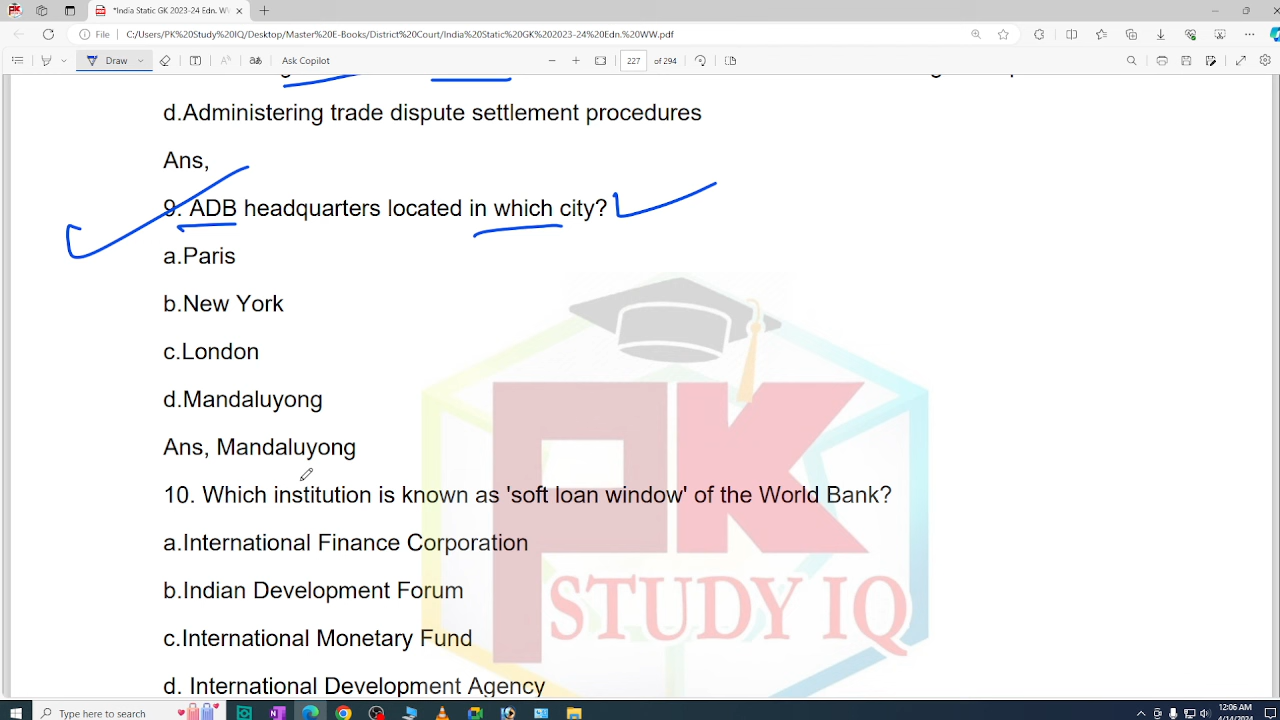 *India Static GK 2023-24 Edn. W
File
C:/Users/PK%20Study%20IQ/Desktop/Master%20E-Books/District%20Court/India%20Static%20GK%202023-24%20Edn.%20WW.pdf
Draw
Ask Copilot
227 of 294
d.Administering trade dispute settlement procedures
Ans,
9. ADB headquarters located in which city?
a.Paris
b.New York
c.London
d.Mandaluyong
Ans, Mandaluyong
10. Which institution is known as 'soft loan window' of the World Bank?
a.International Finance Corporation
b.Indian Development Forum
c.International Monetary Fund
d. International Development Agency
PK
STUDY IQ
Type here to search
12:06 AM